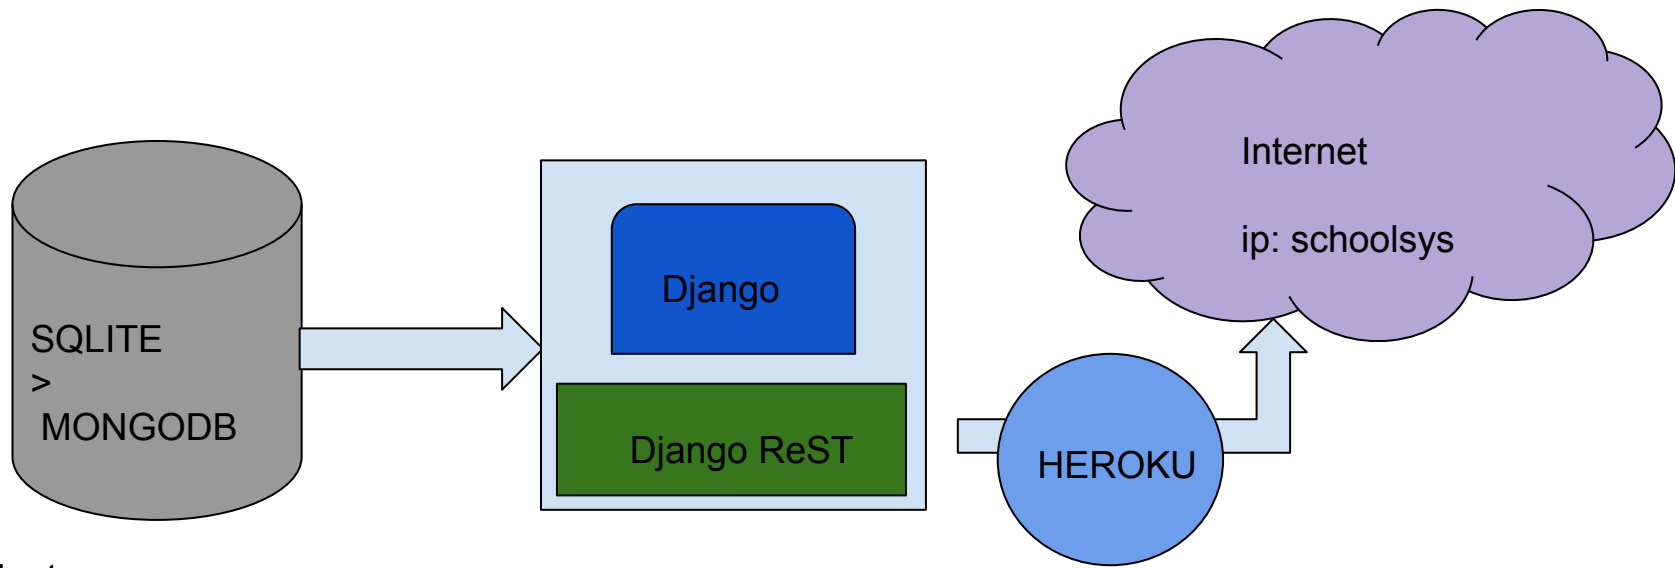 SQLITE
>
MONGODB
Django
Django ReST
HEROKU
Internet
ip: schoolsys